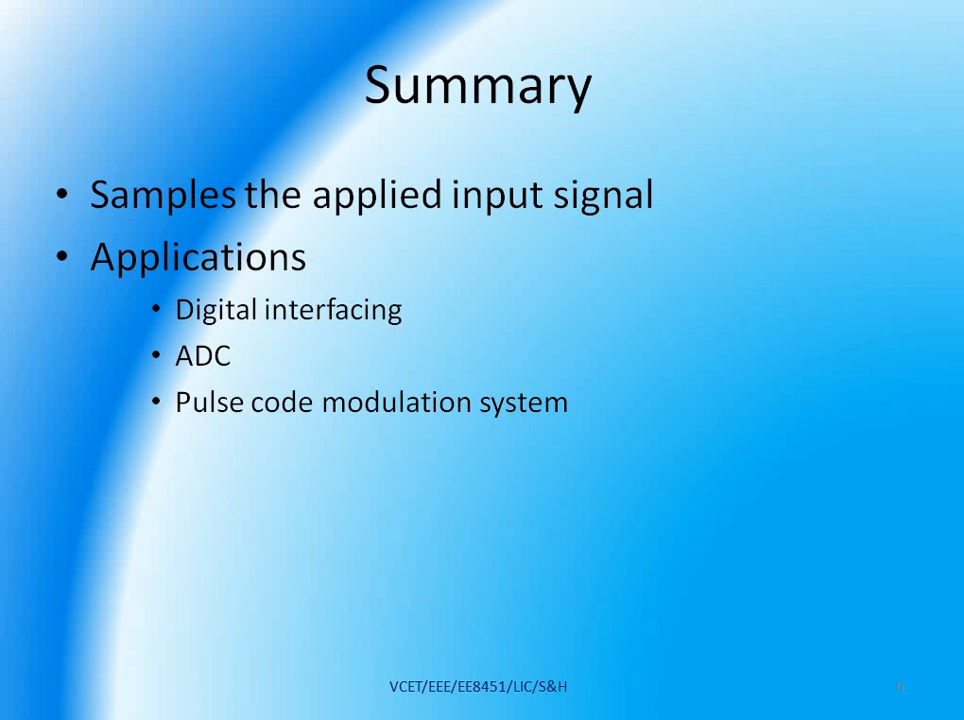 Summary
• Samples the applied input signal
• Applications
• Digital interfacing
• ADC
• Pulse code modulation system
VCET/EEE/EE8451/LIC/S&H
6